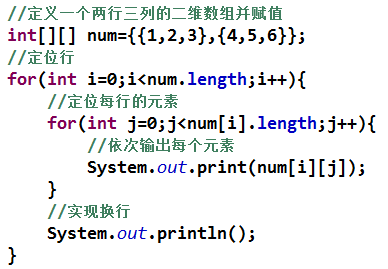 //定义一个两行三列的二维数组并赋值
int[][] num={{1,2,3},{4,5,6}};
//定位行
for(int i=0;i<num.length;i++){
    //定位每行的元素
    for(int j=0;j<num[i].length;j++){
        //依次输出每个元素
        System.out.print(num[i][j]);
    }
    //实现换行
    System.out.println();
}